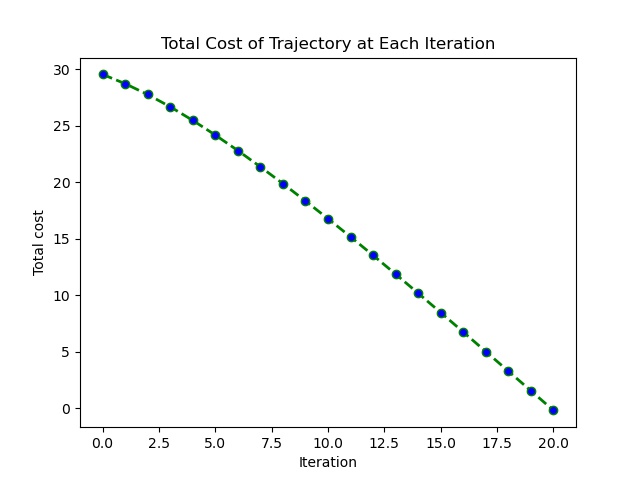 Total Cost of Trajectory at Each Iteration
30
25
20
15
10
5
0
Total cost
0.0 2.5 5.0 7.5 10.0 12.5 15.0 17.5 20.0
Iteration